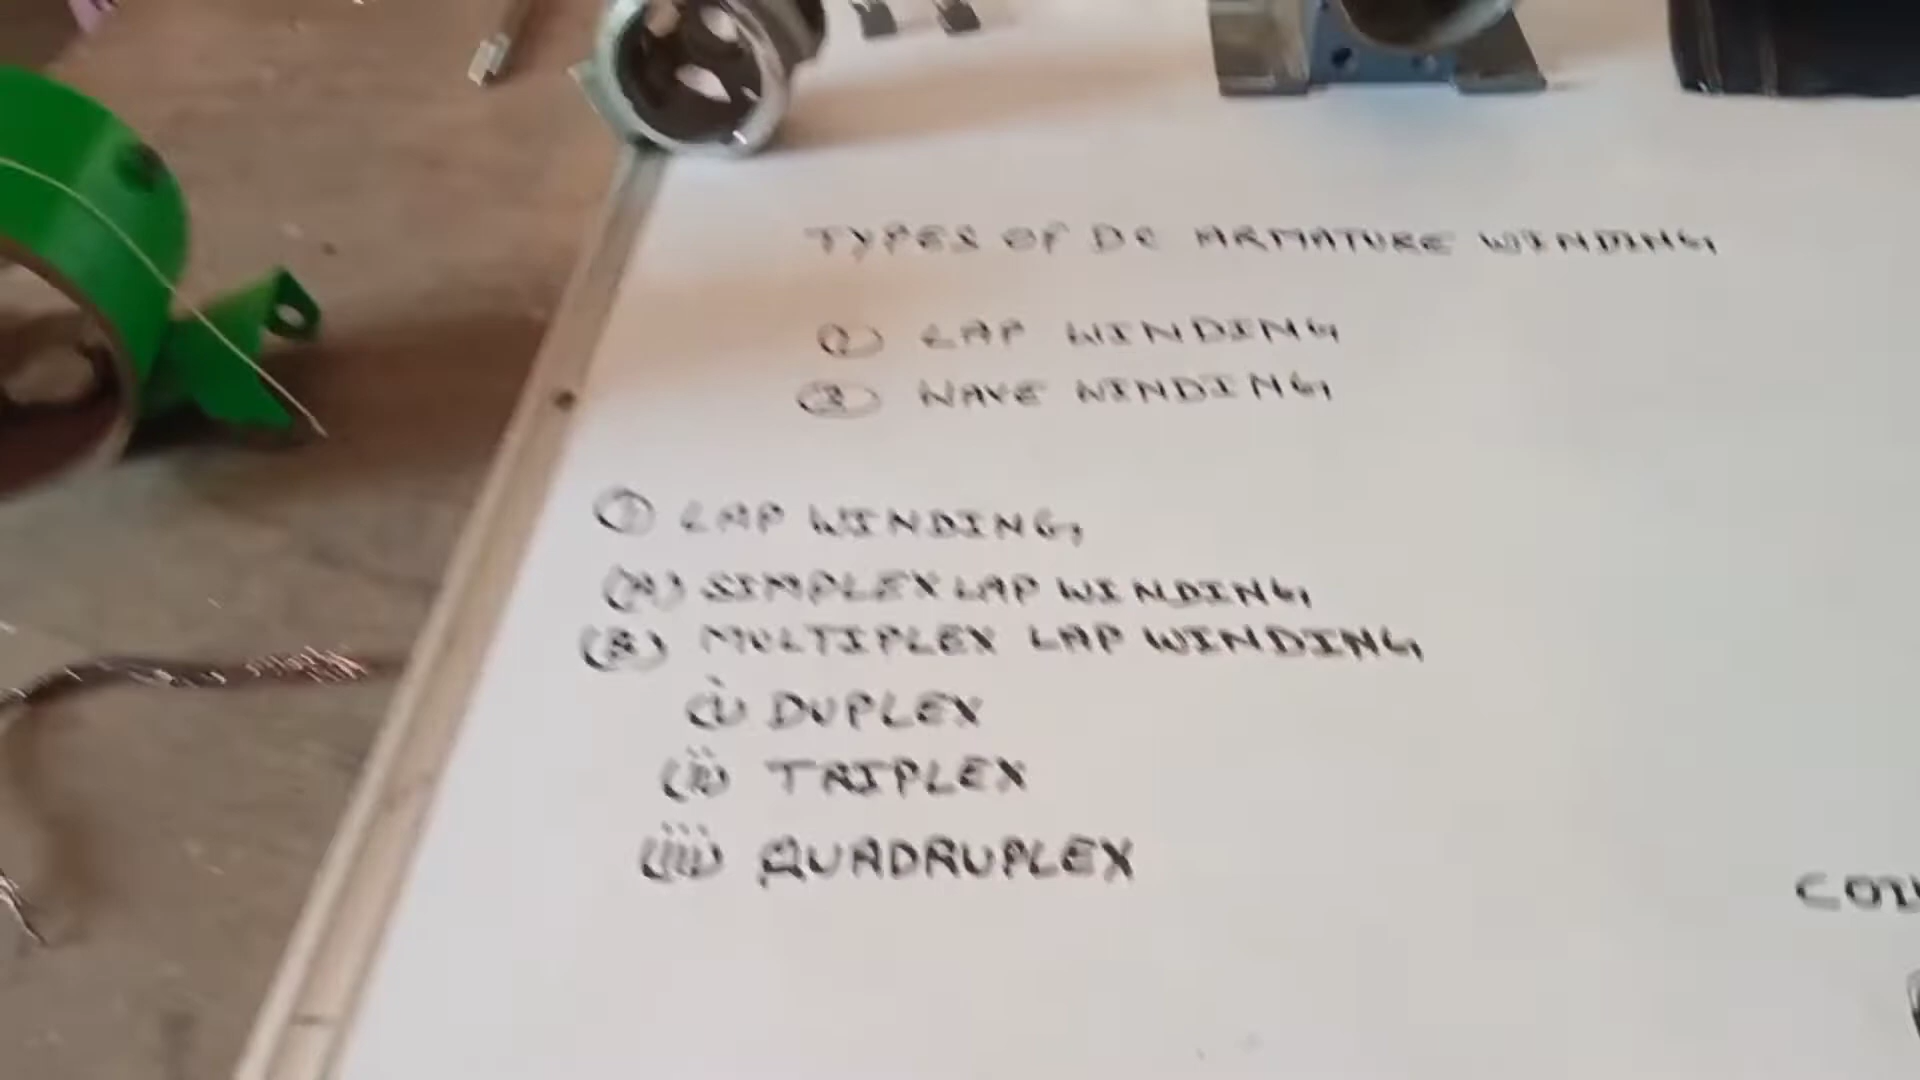 TYPES OF DC ARMATURE WINDING
(1) LAP WINDING
(2) WAVE WINDING
(1) LAP WINDING
(A) SIMPLEX LAP WINDING
(B) MULTIPLEX LAP WINDING
(i) DUPLEX
(ii) TRIPLEX
(iii) QUADRUPLEX